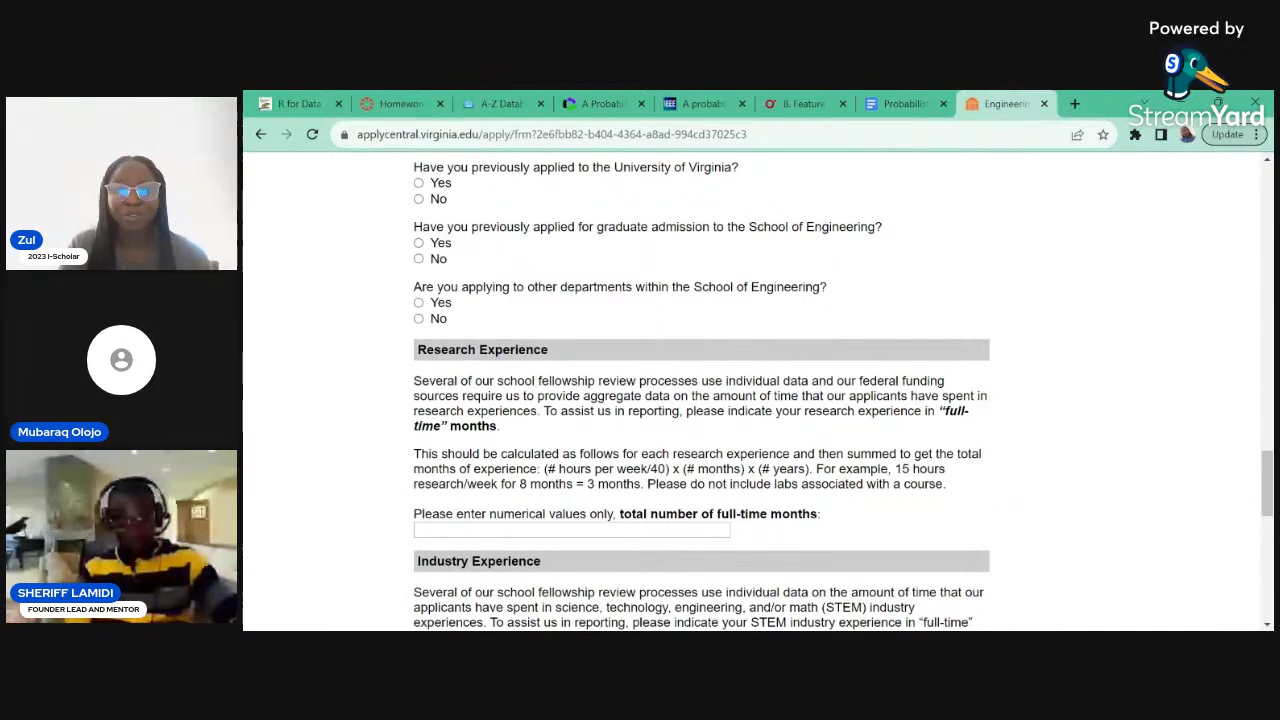 Powered by
StreamYard
R for Data
Homework
A-Z Datab
A Probabi
A probabi
8. Feature
Probabilist
Engineerin
applycentral.virginia.edu/apply/frm?2e6fbb82-b404-4364-a8ad-994cd37025c3
Update
Have you previously applied to the University of Virginia?
Yes
No
Have you previously applied for graduate admission to the School of Engineering?
Yes
No
Are you applying to other departments within the School of Engineering?
Yes
No
Research Experience
Several of our school fellowship review processes use individual data and our federal funding
sources require us to provide aggregate data on the amount of time that our applicants have spent in
research experiences. To assist us in reporting, please indicate your research experience in “full-
time” months.
This should be calculated as follows for each research experience and then summed to get the total
months of experience: (# hours per week/40) x (# months) x (# years). For example, 15 hours
research/week for 8 months = 3 months. Please do not include labs associated with a course.
Please enter numerical values only, total number of full-time months:
Industry Experience
Several of our school fellowship review processes use individual data on the amount of time that our
applicants have spent in science, technology, engineering, and/or math (STEM) industry
experiences. To assist us in reporting, please indicate your STEM industry experience in “full-time”
Zul
2023 I-Scholar
Mubaraq Olojo
SHERIFF LAMIDI
FOUNDER LEAD AND MENTOR